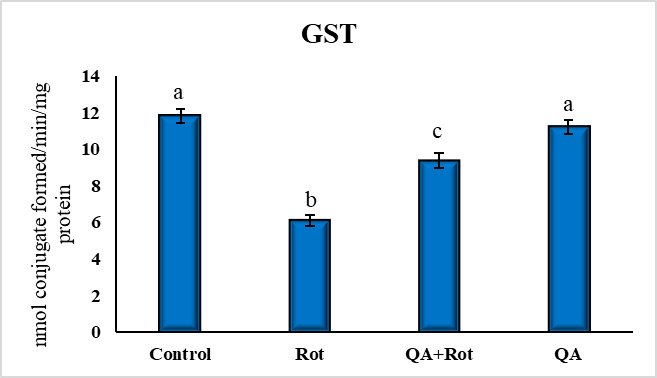 GST
nmol conjugate formed/min/mg
protein
14
12
10
8
6
4
2
0
a
b
c
a
Control
Rot
QA+Rot
QA